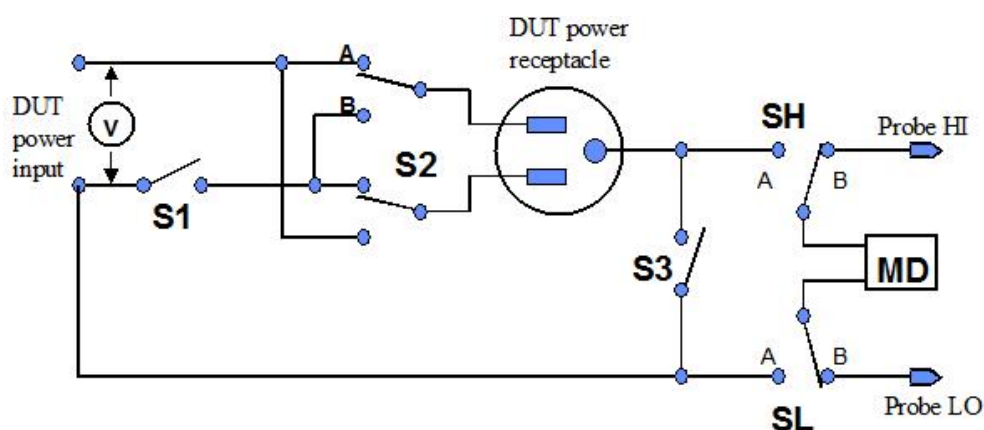 DUT power
receptacle
A
DUT
power
input
V
B
S2
SH
Probe HI
S1
A
B
S3
MD
A
B
SL
Probe LO